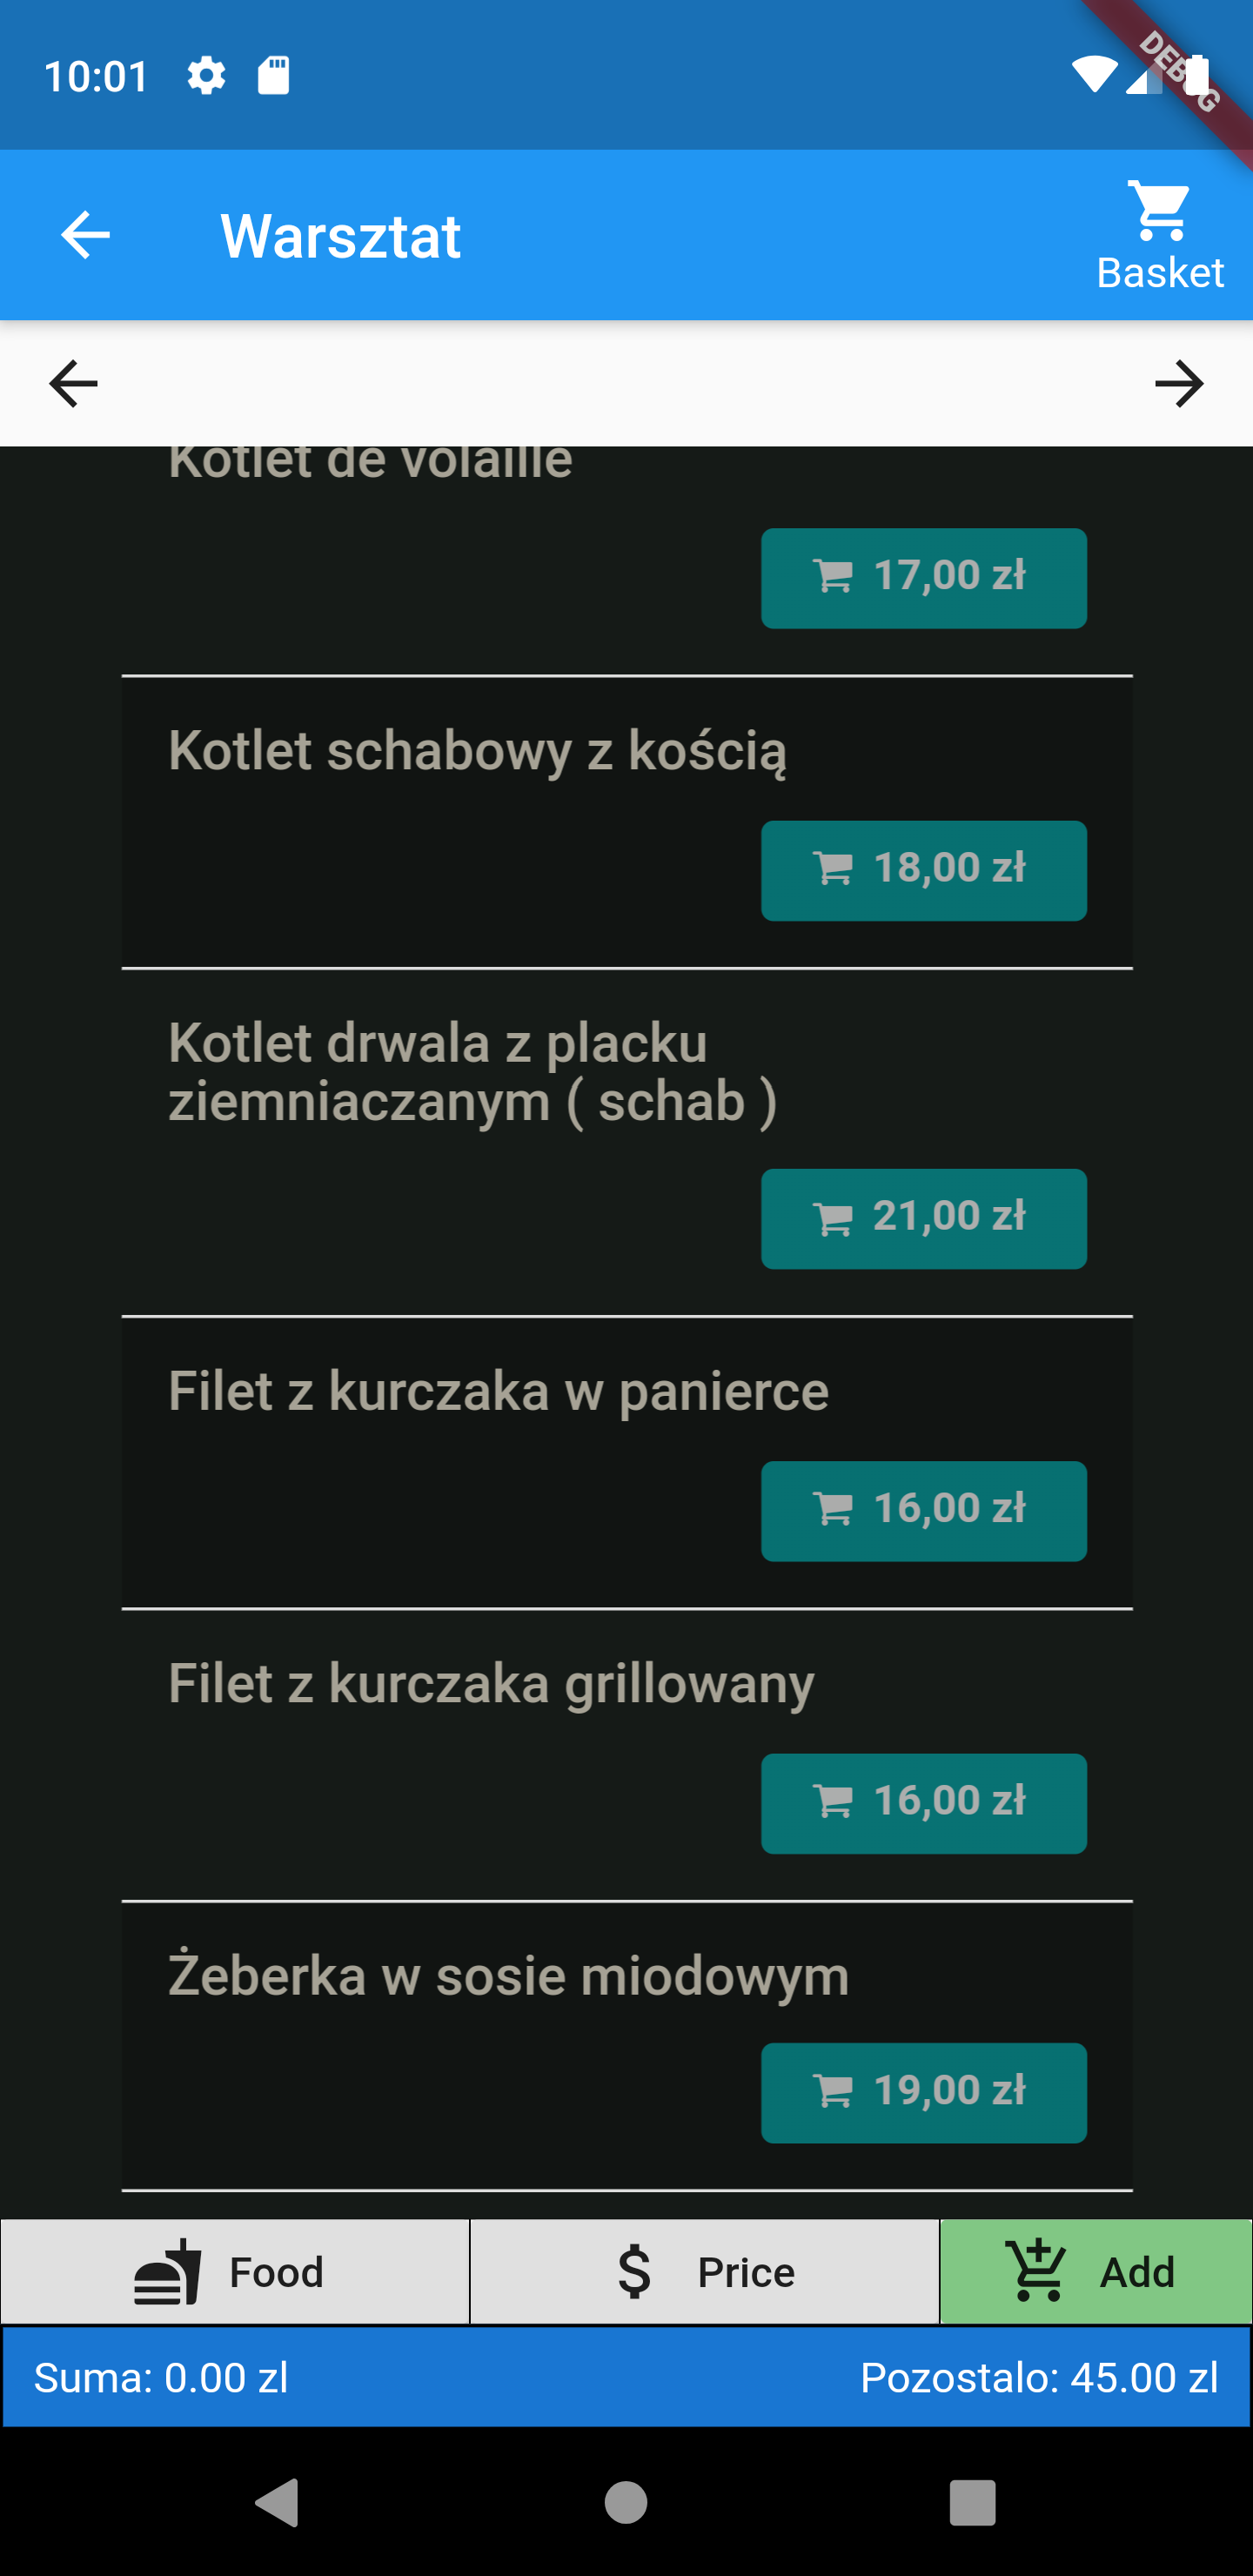 10:01
DEBUG
Warsztat
Basket
Kotlet de volaille
17,00 zł
Kotlet schabowy z kością
18,00 zł
Kotlet drwala z placku
ziemniaczanym ( schab )
21,00 zł
Filet z kurczaka w panierce
16,00 zł
Filet z kurczaka grillowany
16,00 zł
Żeberka w sosie miodowym
19,00 zł
Food
Price
Add
Suma: 0.00 zl
Pozostalo: 45.00 zl